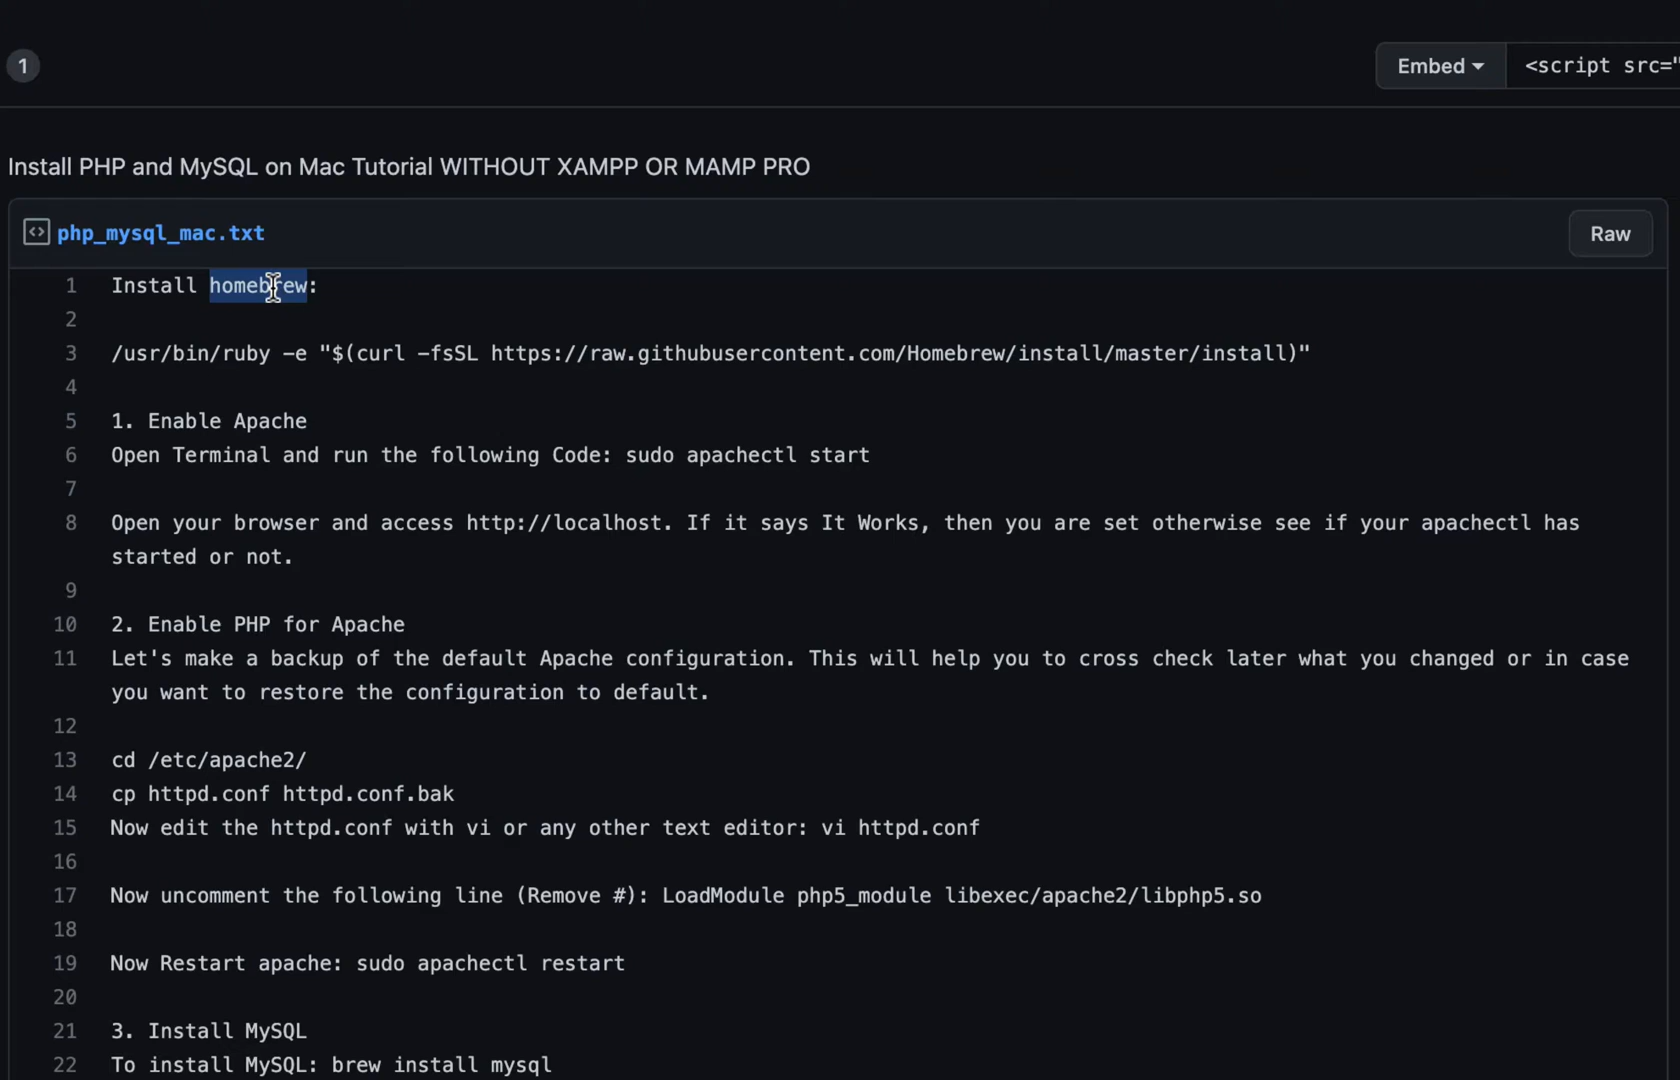 1
Embed
<script src="
Install PHP and MySQL on Mac Tutorial WITHOUT XAMPP OR MAMP PRO
php_mysql_mac.txt
Raw
1 Install homebrew:
2
3 /usr/bin/ruby -e "$(curl -fsSL https://raw.githubusercontent.com/Homebrew/install/master/install)"
4
5 1. Enable Apache
6 Open Terminal and run the following Code: sudo apachectl start
7
8 Open your browser and access http://localhost. If it says It Works, then you are set otherwise see if your apachectl has
started or not.
9
10 2. Enable PHP for Apache
11 Let's make a backup of the default Apache configuration. This will help you to cross check later what you changed or in case
you want to restore the configuration to default.
12
13 cd /etc/apache2/
14 cp httpd.conf httpd.conf.bak
15 Now edit the httpd.conf with vi or any other text editor: vi httpd.conf
16
17 Now uncomment the following line (Remove #): LoadModule php5_module libexec/apache2/libphp5.so
18
19 Now Restart apache: sudo apachectl restart
20
21 3. Install MySQL
22 To install MySQL: brew install mysql